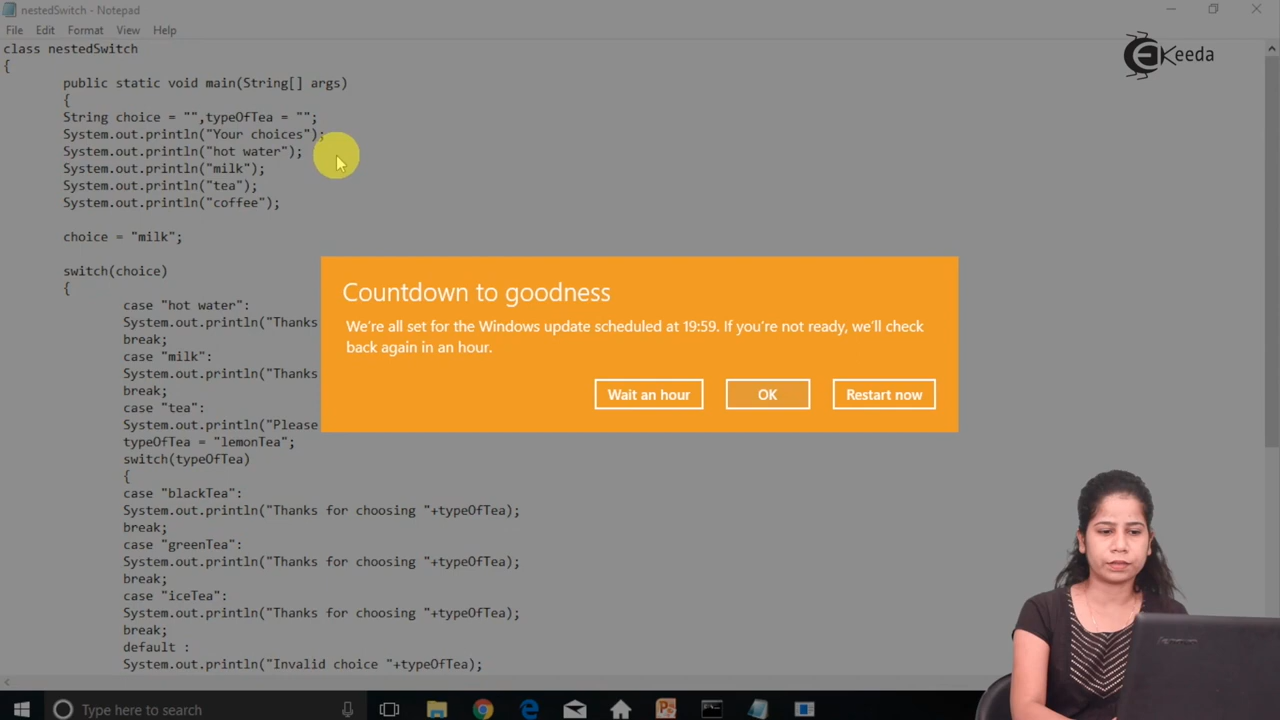 nestedSwitch - Notepad
File Edit Format View Help
class nestedSwitch
{
public static void main(String[] args)
{
String choice = "",typeOfTea = "";
System.out.println("Your choices");
System.out.println("hot water");
System.out.println("milk");
System.out.println("tea");
System.out.println("coffee");
choice = "milk";
switch(choice)
{
case "hot water":
System.out.println("Thanks
break;
case "milk":
System.out.println("Thanks
break;
case "tea":
System.out.println("Please
typeOfTea = "lemonTea";
switch(typeOfTea)
{
case "blackTea":
System.out.println("Thanks for choosing "+typeOfTea);
break;
case "greenTea":
System.out.println("Thanks for choosing "+typeOfTea);
break;
case "iceTea":
System.out.println("Thanks for choosing "+typeOfTea);
break;
default :
System.out.println("Invalid choice "+typeOfTea);
Countdown to goodness
We're all set for the Windows update scheduled at 19:59. If you're not ready, we'll check
back again in an hour.
Wait an hour OK Restart now
EKeeda
Type here to search